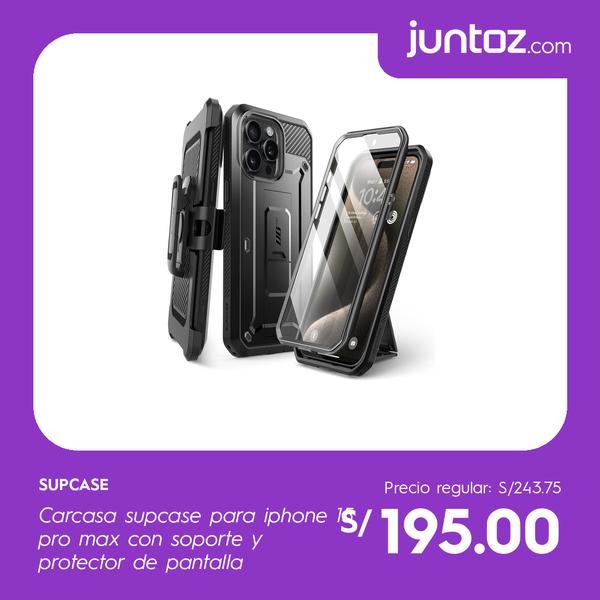 juntoz.com
SUPCASE
Carcasa supcase para iphone
pro max con soporte y
protector de pantalla
Precio regular: S/243.75
S/195.00